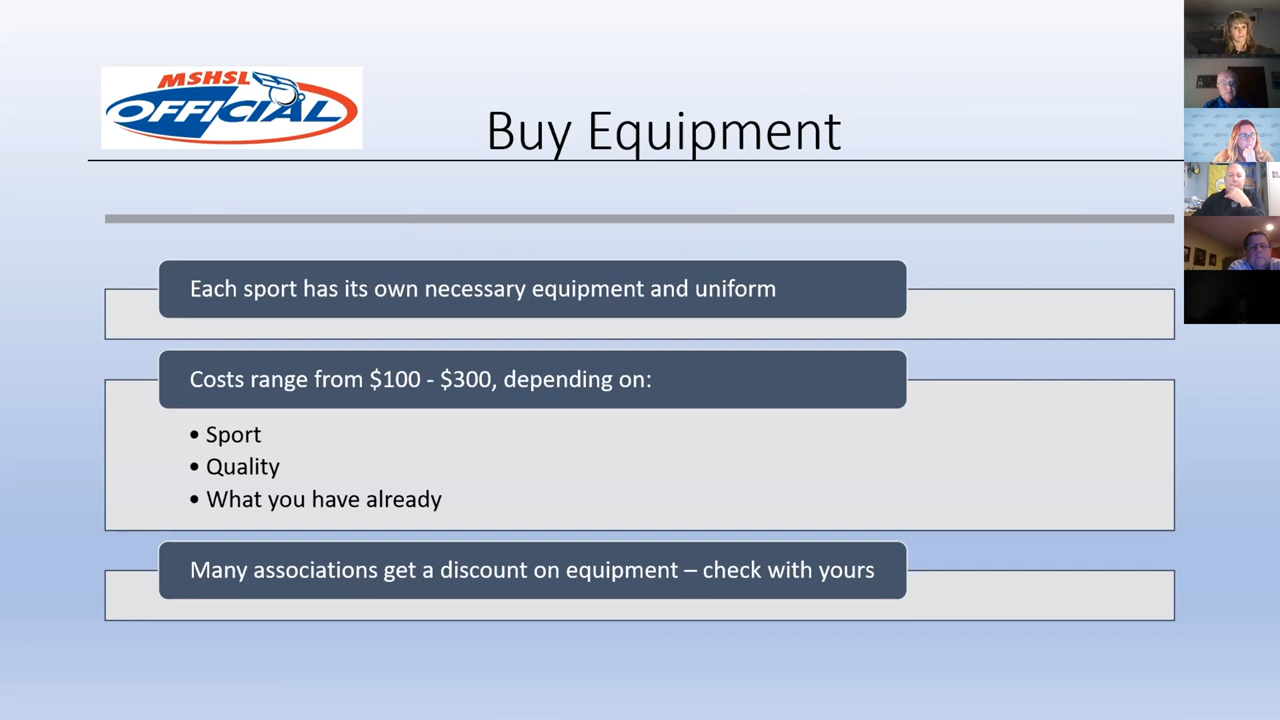 MSHSL
OFFICIAL
Buy Equipment
Each sport has its own necessary equipment and uniform
Costs range from $100 - $300, depending on:
• Sport
• Quality
• What you have already
Many associations get a discount on equipment – check with yours